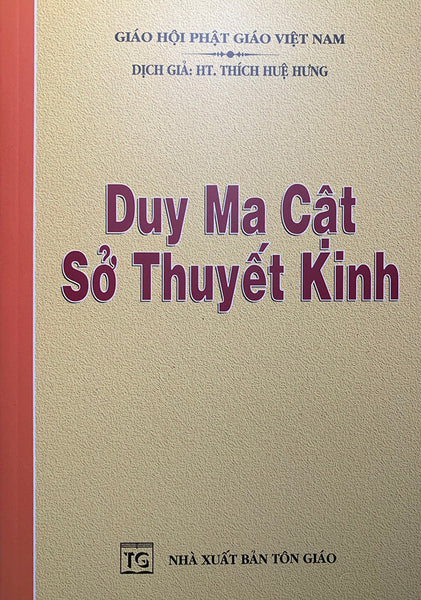 GIÁO HỘI PHẬT GIÁO VIỆT NAM
DỊCH GIẢ: HT. THÍCH HUỆ HƯNG
Duy Ma Cật
Sở Thuyết Kinh
TG
NHÀ XUẤT BẢN TÔN GIÁO